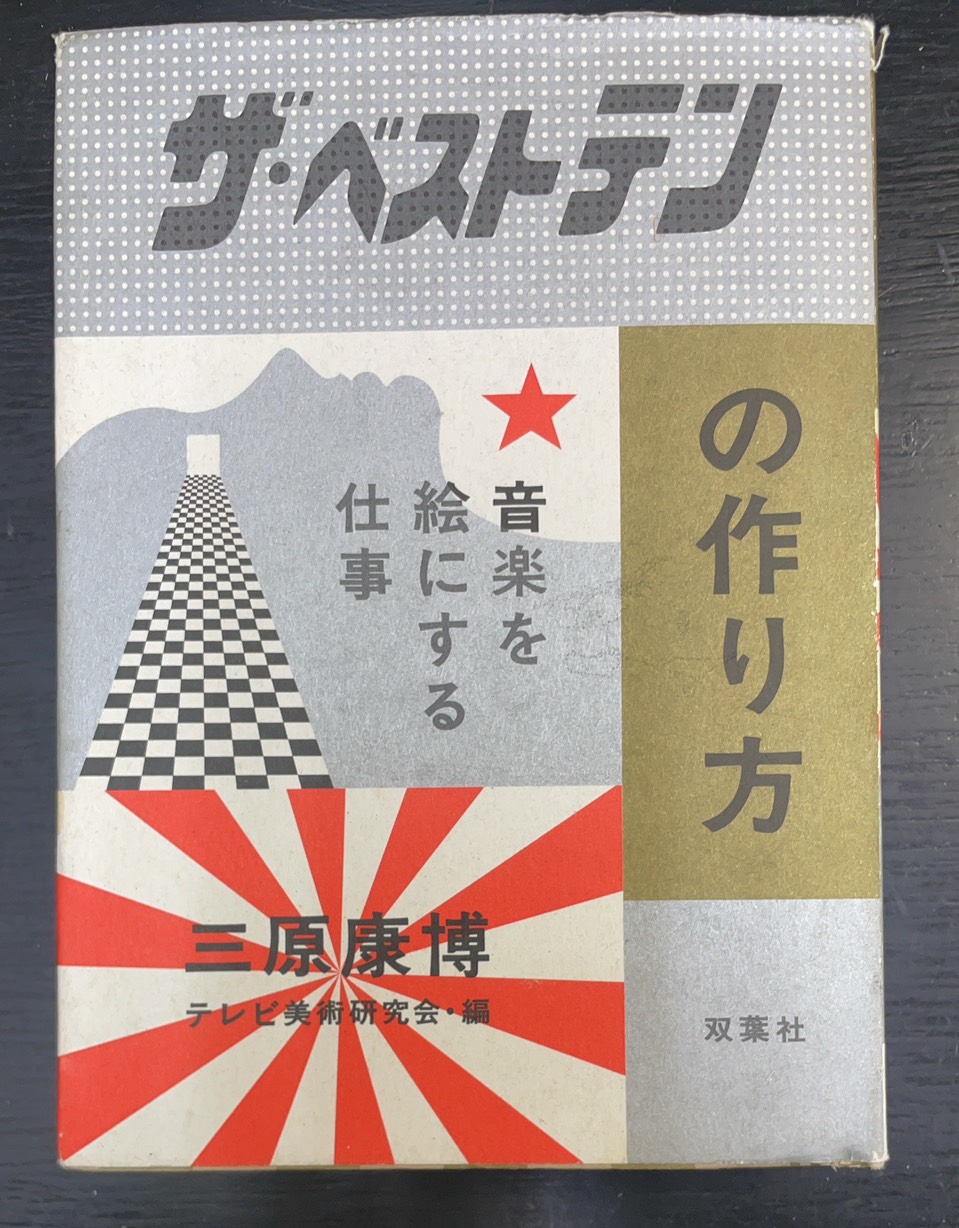 ザ・ベストテン
の作り方
音楽を
絵にする
仕事
三原康博
テレビ美術研究会・編
双葉社